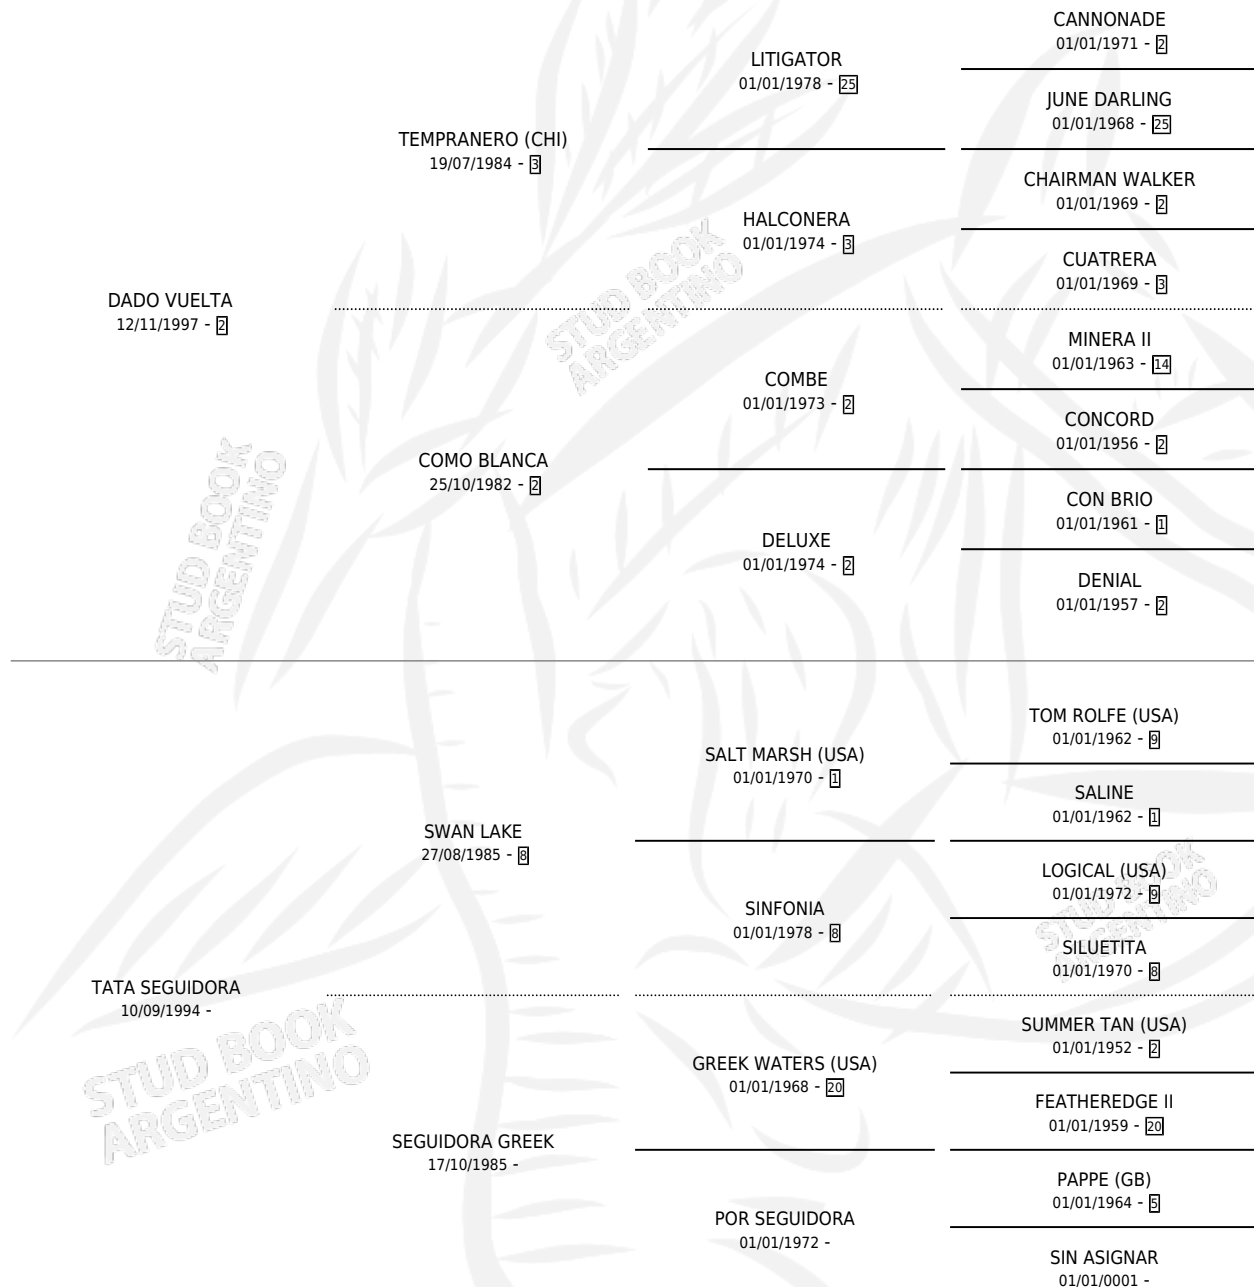 CANNONADE
01/01/1971 - 2
LITIGATOR
01/01/1978 - 25
JUNE DARLING
01/01/1968 - 25
TEMPRANERO (CHI)
19/07/1984 - 3
CHAIRMAN WALKER
01/01/1969 - 2
HALCONERA
01/01/1974 - 3
CUATRERA
01/01/1969 - 3
DADO VUELTA
12/11/1997 - 2
STUD BOOK
ARGENTINO
MINERA II
01/01/1963 - 14
COMBE
01/01/1973 - 2
CONCORD
01/01/1956 - 2
COMO BLANCA
25/10/1982 - 2
CON BRIO
01/01/1961 - 1
DELUXE
01/01/1974 - 2
DENIAL
01/01/1957 - 2
STUD BOOK
ARGENTINO
TOM ROLFE (USA)
01/01/1962 - 9
SALT MARSH (USA)
01/01/1970 - 1
SALINE
01/01/1962 - 1
SWAN LAKE
27/08/1985 - 8
LOGICAL (USA)
01/01/1972 - 9
SINFONIA
01/01/1978 - 8
SILUETITA
01/01/1970 - 8
STUD BOOK
ARGENTINO
TATA SEGUIDORA
10/09/1994 -
SUMMER TAN (USA)
01/01/1952 - 2
GREEK WATERS (USA)
01/01/1968 - 20
FEATHEREDGE II
01/01/1959 - 20
STUD BOOK
ARGENTINO
SEGUIDORA GREEK
17/10/1985 -
PAPPE (GB)
01/01/1964 - 5
POR SEGUIDORA
01/01/1972 -
SIN ASIGNAR
01/01/0001 -